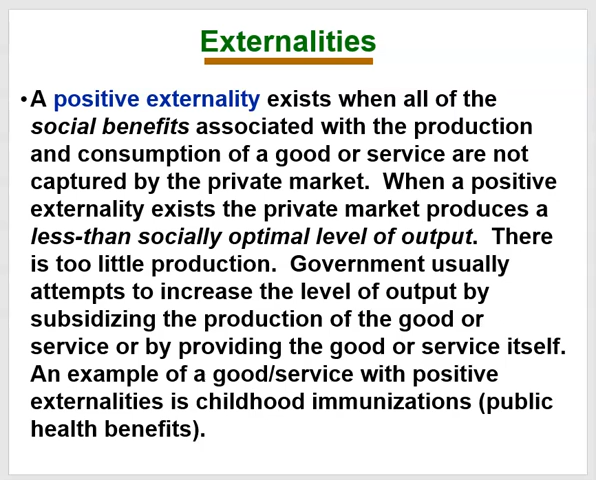 Externalities
•A positive externality exists when all of the
social benefits associated with the production
and consumption of a good or service are not
captured by the private market.  When a positive
externality exists the private market produces a
less-than socially optimal level of output.  There
is too little production.  Government usually
attempts to increase the level of output by
subsidizing the production of the good or
service or by providing the good or service itself.
An example of a good/service with positive
externalities is childhood immunizations (public
health benefits).